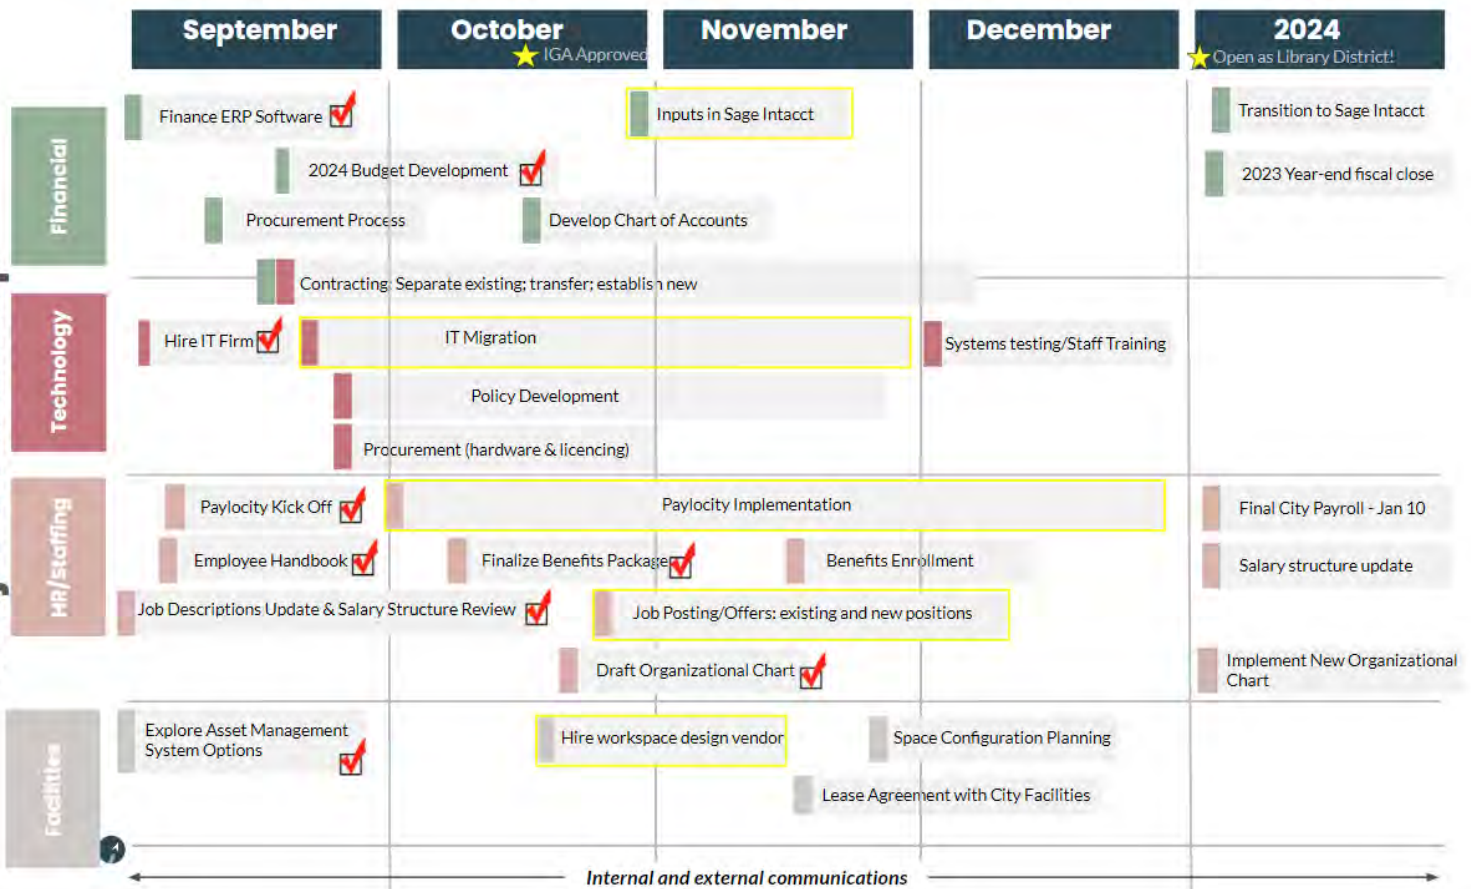 September
October
November
December
2024
IGA Approved
Open as Library District!
Financial
Finance ERP Software
Inputs in Sage Intacct
Transition to Sage Intacct
2024 Budget Development
2023 Year-end fiscal close
Procurement Process
Develop Chart of Accounts
Contracting: Separate existing; transfer; establish new
Technology
Hire IT Firm
IT Migration
Systems testing/Staff Training
Policy Development
Procurement (hardware & licencing)
HR/Staffing
Paylocity Kick Off
Paylocity Implementation
Final City Payroll - Jan 10
Employee Handbook
Finalize Benefits Package
Benefits Enrollment
Salary structure update
Job Descriptions Update & Salary Structure Review
Job Posting/Offers: existing and new positions
Draft Organizational Chart
Implement New Organizational
Chart
Facilities
Explore Asset Management
System Options
Hire workspace design vendor
Space Configuration Planning
Lease Agreement with City Facilities
Internal and external communications